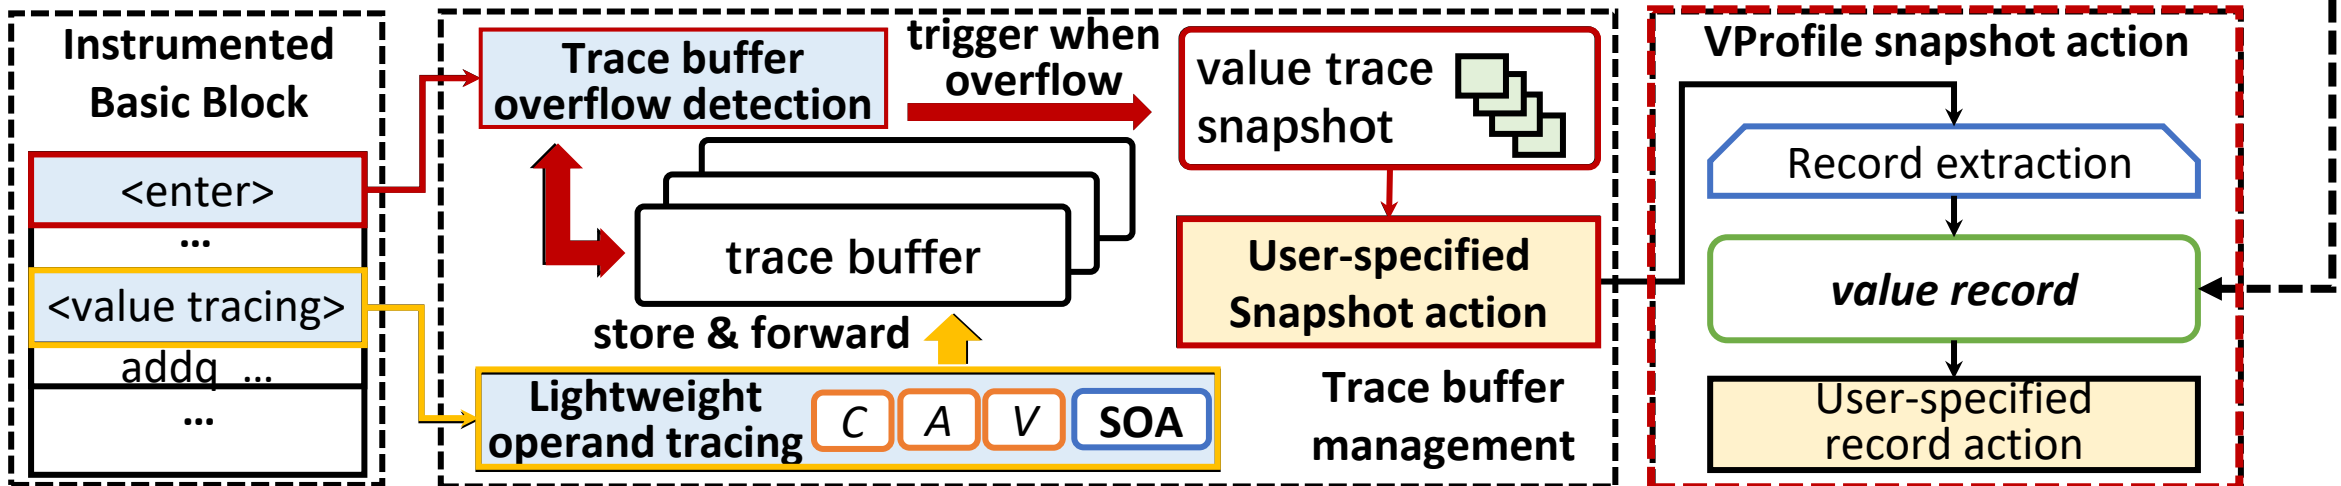 Instrumented
Basic Block
<enter>
...
<value tracing>
addq ...
...
Trace buffer
overflow detection
trigger when
overflow
value trace
snapshot
trace buffer
store & forward
Lightweight
operand tracing
C A V SOA
User-specified
Snapshot action
Trace buffer
management
VProfile snapshot action
Record extraction
value record
User-specified
record action